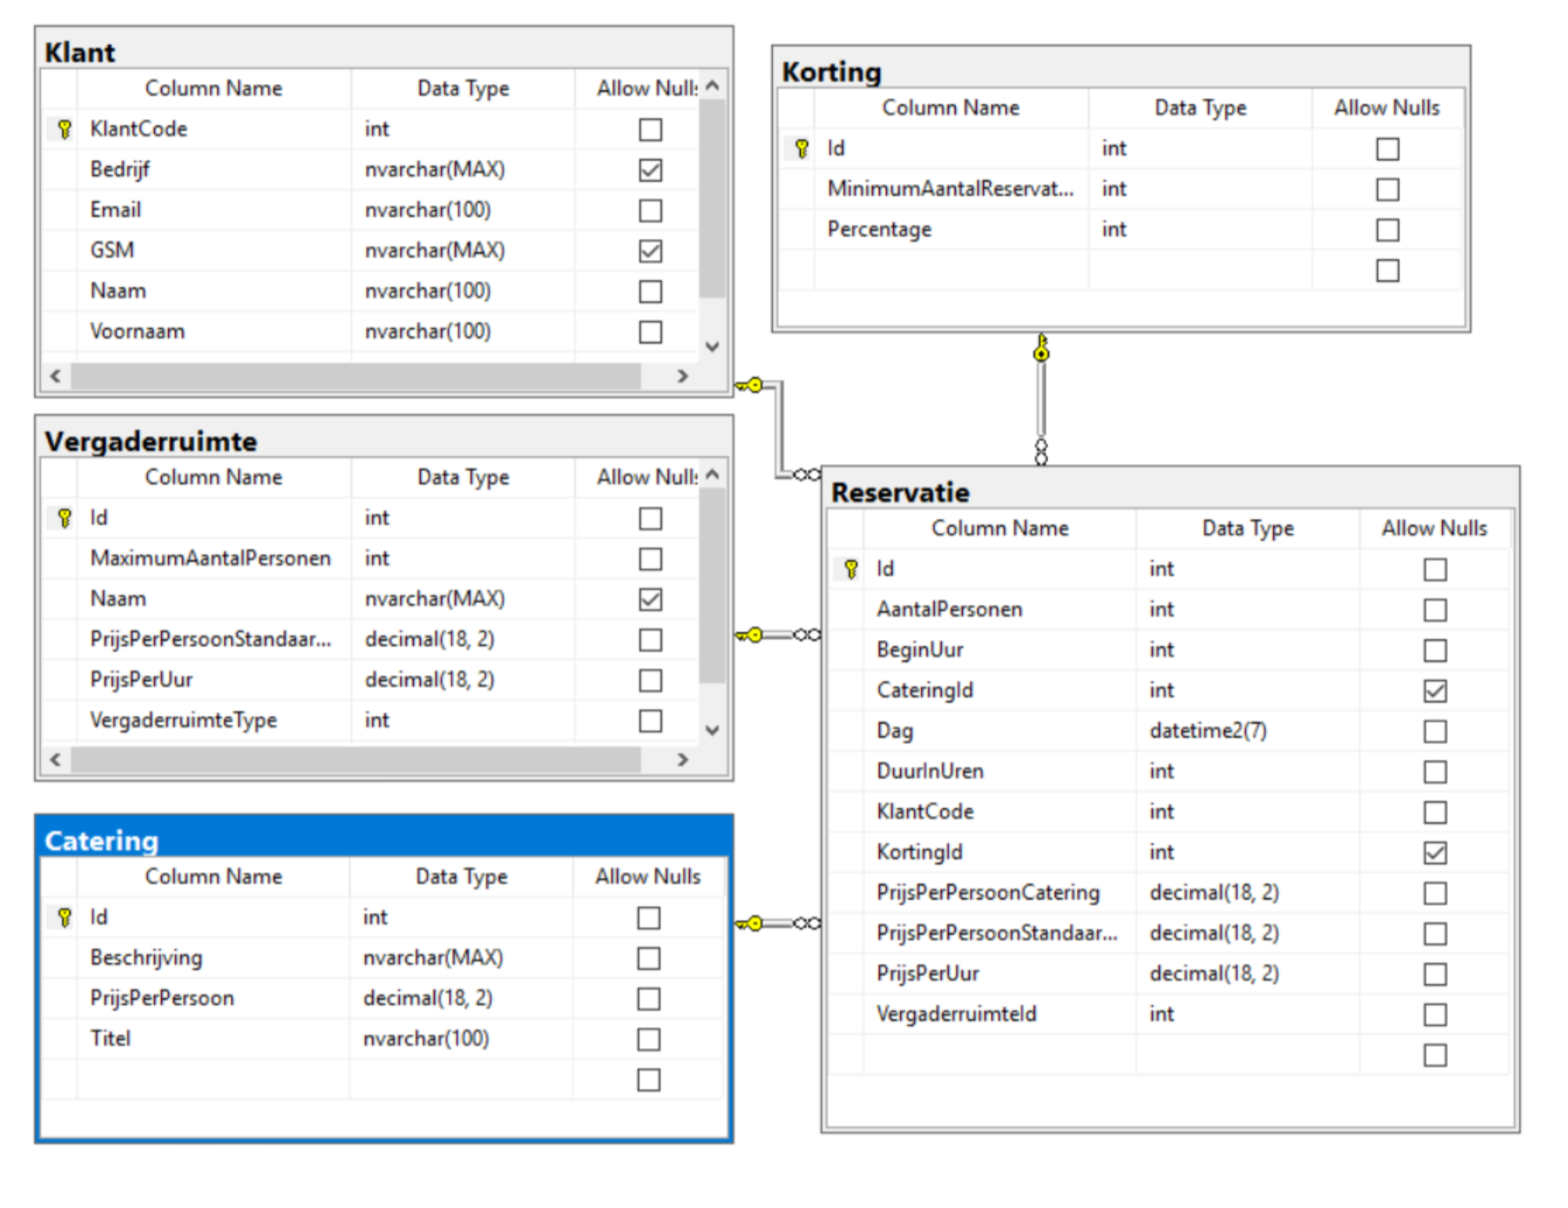 Klant
Column Name Data Type Allow Null:
KlantCode int
Bedrijf nvarchar(MAX)
Email nvarchar(100)
GSM nvarchar(MAX)
Naam nvarchar(100)
Voornaam nvarchar(100)
Korting
Column Name Data Type Allow Nulls
Id int
MinimumAantalReservat... int
Percentage int
Vergaderruimte
Column Name Data Type Allow Null:
Id int
MaximumAantalPersonen int
Naam nvarchar(MAX)
PrijsPerPersoonStandaar... decimal(18, 2)
PrijsPerUur decimal(18, 2)
VergaderruimteType int
Reservatie
Column Name Data Type Allow Nulls
Id int
AantalPersonen int
BeginUur int
CateringId int
Dag datetime2(7)
DuurInUren int
KlantCode int
KortingId int
PrijsPerPersoonCatering decimal(18, 2)
PrijsPerPersoonStandaar... decimal(18, 2)
PrijsPerUur decimal(18, 2)
VergaderruimteId int
Catering
Column Name Data Type Allow Nulls
Id int
Beschrijving nvarchar(MAX)
PrijsPerPersoon decimal(18, 2)
Titel nvarchar(100)